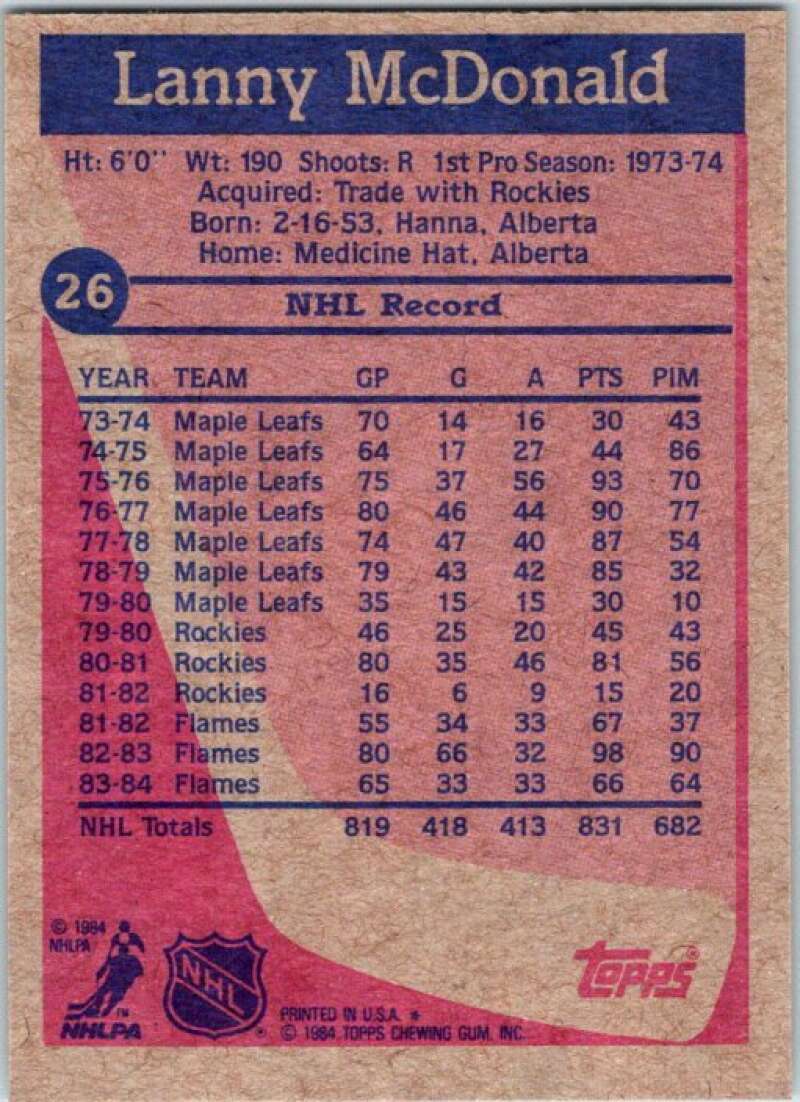 Lanny McDonald
Ht: 6'0" Wt: 190 Shoots: R 1st Pro Season: 1973-74
Acquired: Trade with Rockies
Born: 2-16-53, Hanna, Alberta
Home: Medicine Hat, Alberta
26
NHL Record
YEAR TEAM GP G A PTS PIM
73-74 Maple Leafs 70 14 16 30 43
74-75 Maple Leafs 64 17 27 44 86
75-76 Maple Leafs 75 37 56 93 70
76-77 Maple Leafs 80 46 44 90 77
77-78 Maple Leafs 74 47 40 87 54
78-79 Maple Leafs 79 43 42 85 32
79-80 Maple Leafs 35 15 15 30 10
79-80 Rockies 46 25 20 45 43
80-81 Rockies 80 35 46 81 56
81-82 Rockies 16 6 9 15 20
81-82 Flames 55 34 33 67 37
82-83 Flames 80 66 32 98 90
83-84 Flames 65 33 33 66 64
NHL Totals 819 418 413 831 682
© 1984
NHLPA
NHLPA™
NHL®
topps®
PRINTED IN U.S.A. *
© 1984 TOPPS CHEWING GUM, INC.